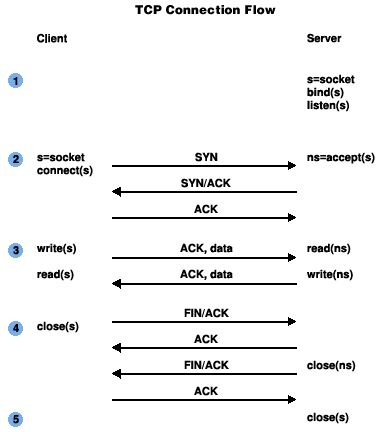 TCP Connection Flow
Client Server
1 s=socket
bind(s)
listen(s)
2 s=socket SYN ns=accept(s)
connect(s)
SYN/ACK
ACK
3 write(s) ACK, data read(ns)
read(s) ACK, data write(ns)
FIN/ACK
4 close(s)
ACK
FIN/ACK close(ns)
ACK
5 close(s)